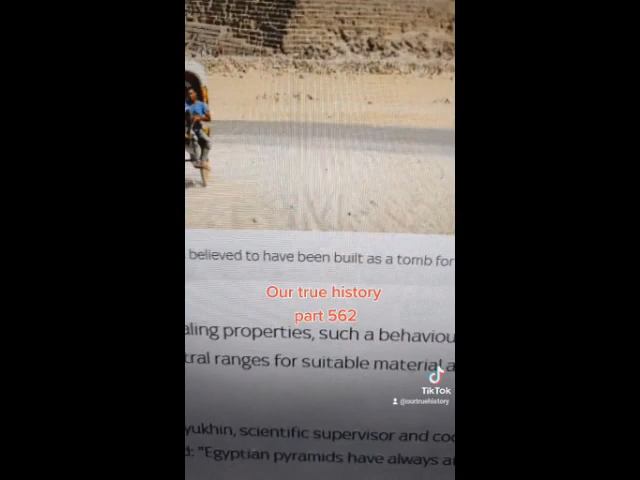 believed to have been built as a tomb for
Our true history
part 562
aling properties, such a behaviou
tral ranges for suitable material a
TikTok
@ourtruehistory
yukhin, scientific supervisor and coo
d: "Egyptian pyramids have always a